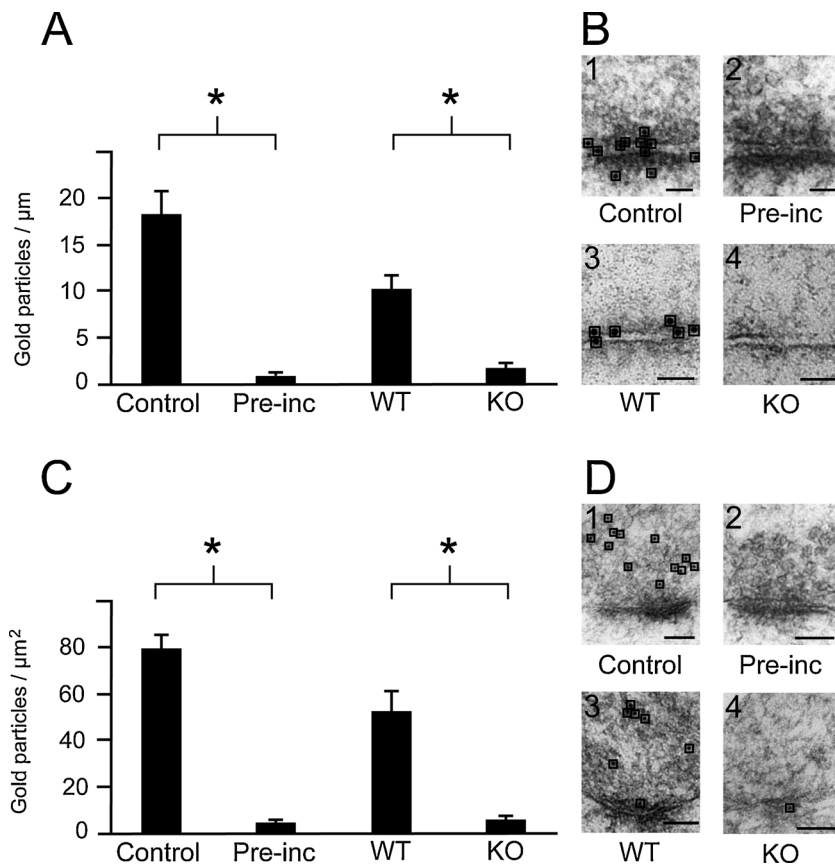 A
*
*
Gold particles / µm
20
15
10
5
0
Control
Pre-inc
WT
KO
B
1
2
Control
Pre-inc
3
4
WT
KO
C
*
*
Gold particles / µm²
80
60
40
20
0
Control
Pre-inc
WT
KO
D
1
2
Control
Pre-inc
3
4
WT
KO